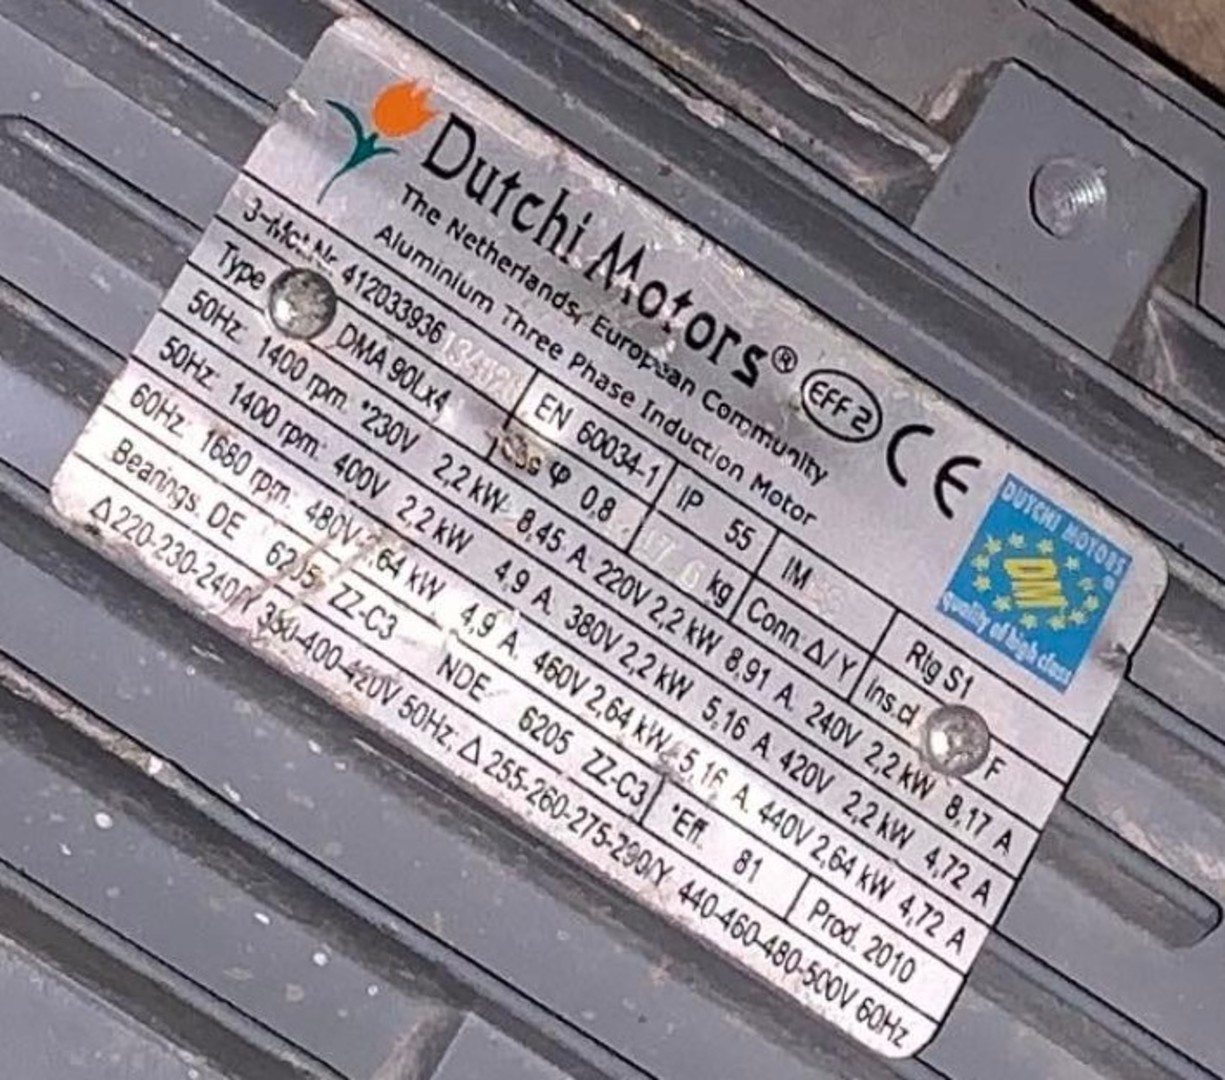 Dutchi Motors®
The Netherlands, European Community
Aluminium Three Phase Induction Motor
EFF 2 CE
DUTCHI MOTORS®
DM
quality of high class
3~Mot.Nr. 412033936 EN 60034-1 IP 55 IM Rtg S1
Type DMA 90Lx4 φ 0.8 kg Conn.Δ/Y Ins.cl F
50Hz: 1400 rpm: *230V 2,2 kW 8,45 A. 220V 2,2 kW 8,91 A. 240V 2,2 kW 8,17 A
50Hz: 1400 rpm: 400V 2,2 kW 4,9 A. 380V 2,2 kW 5,16 A. 420V 2,2 kW 4,72 A
60Hz: 1680 rpm: 480V 2,64 kW 4,9 A. 460V 2,64 kW 5,16 A. 440V 2,64 kW 4,72 A
Bearings. DE 6205 ZZ-C3 NDE 6205 ZZ-C3 *Eff. 81 Prod. 2010
Δ220-230-240/Y 380-400-420V 50Hz; Δ 255-260-275-290/Y 440-460-480-500V 60Hz